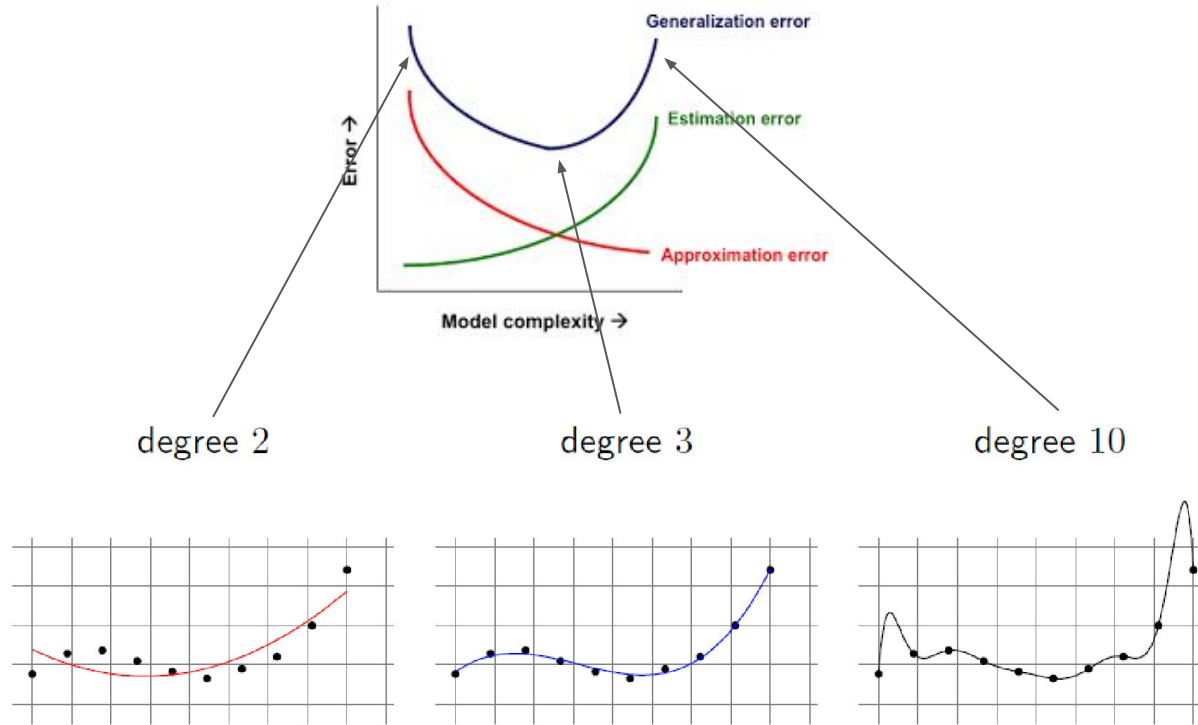 Generalization error
Estimation error
Error →
Approximation error
Model complexity →
degree 2
degree 3
degree 10